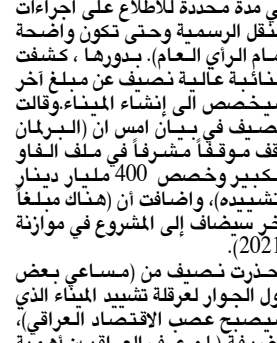 ي مدة محددة للاطلاع على اجراءات
نقل الرسمية وحتى تكون واضحة
مام الرأي العام). بدورها ، كشفت
نائبة عالية نصيف عن مبلغ آخر
سيخصص الى إنشاء الميناء.وقالت
صيف في بيان امس ان (البرلمان
قف موقفاً مشرفاً في ملف الفاو
كبير وخصص 400 مليار دينار
تشييده)، واضافت أن (هناك مبلغاً
خر سيضاف إلى المشروع في موازنة
2021).
حذرت نصيف من (مساعي بعض
ول الجوار لعرقلة تشييد الميناء الذي
سيصبح عصب الاقتصاد العراقي)،